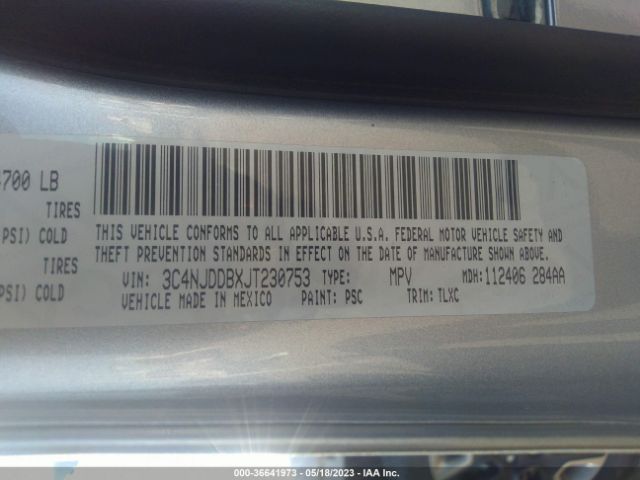 4700 LB
TIRES
PSI) COLD
TIRES
PSI) COLD
THIS VEHICLE CONFORMS TO ALL APPLICABLE U.S.A. FEDERAL MOTOR VEHICLE SAFETY AND
THEFT PREVENTION STANDARDS IN EFFECT ON THE DATE OF MANUFACTURE SHOWN ABOVE.
VIN: 3C4NJDDBXJT230753 TYPE: MPV MDH:112406 284AA
VEHICLE MADE IN MEXICO PAINT: PSC TRIM: TLXC
000-36641973 - 05/18/2023 - IAA Inc.